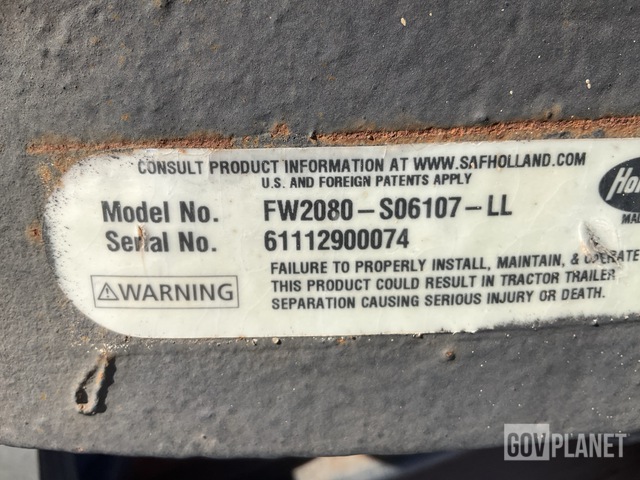 CONSULT PRODUCT INFORMATION AT WWW.SAFHOLLAND.COM
U.S. AND FOREIGN PATENTS APPLY
Model No. FW2080-S06107-LL
Serial No. 61112900074
⚠WARNING
FAILURE TO PROPERLY INSTALL, MAINTAIN, & OPERATE
THIS PRODUCT COULD RESULT IN TRACTOR TRAILER
SEPARATION CAUSING SERIOUS INJURY OR DEATH.
GOVPLANET